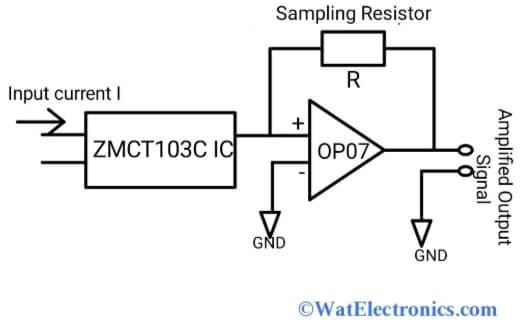 Sampling Resistor
R
Input current I
ZMCT103C IC
+
OP07
-
GND
GND
Amplified Output
Signal
©WatElectronics.com